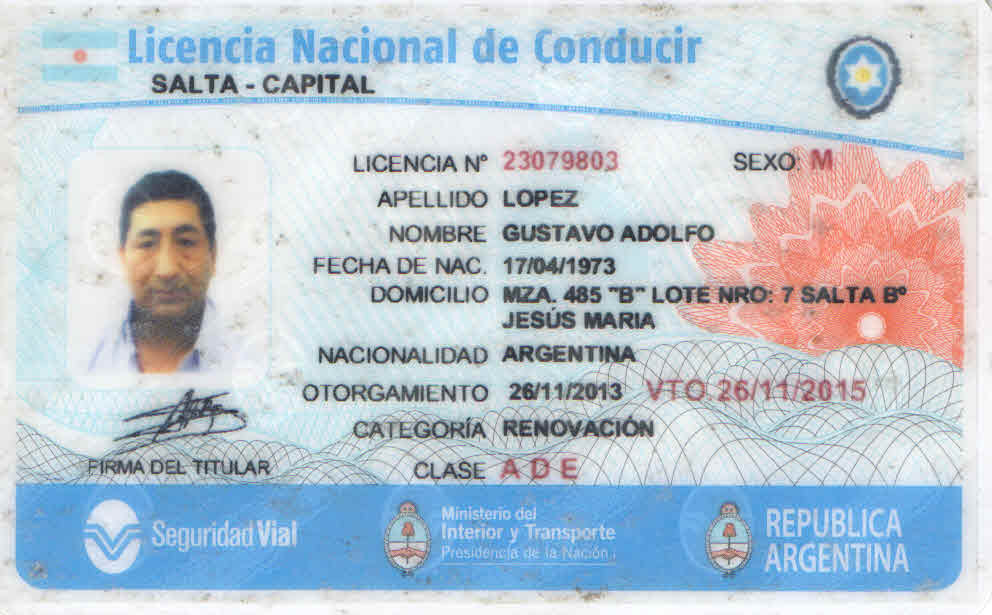 Licencia Nacional de Conducir
SALTA - CAPITAL
LICENCIA N° 23079803 SEXO: M
APELLIDO LOPEZ
NOMBRE GUSTAVO ADOLFO
FECHA DE NAC. 17/04/1973
DOMICILIO MZA. 485 "B" LOTE NRO: 7 SALTA B°
JESÚS MARIA
NACIONALIDAD ARGENTINA
OTORGAMIENTO 26/11/2013 VTO.26/11/2015
CATEGORÍA RENOVACIÓN
FIRMA DEL TITULAR CLASE A D E
Seguridad Vial
Ministerio del
Interior y Transporte
Presidencia de la Nación
REPUBLICA
ARGENTINA